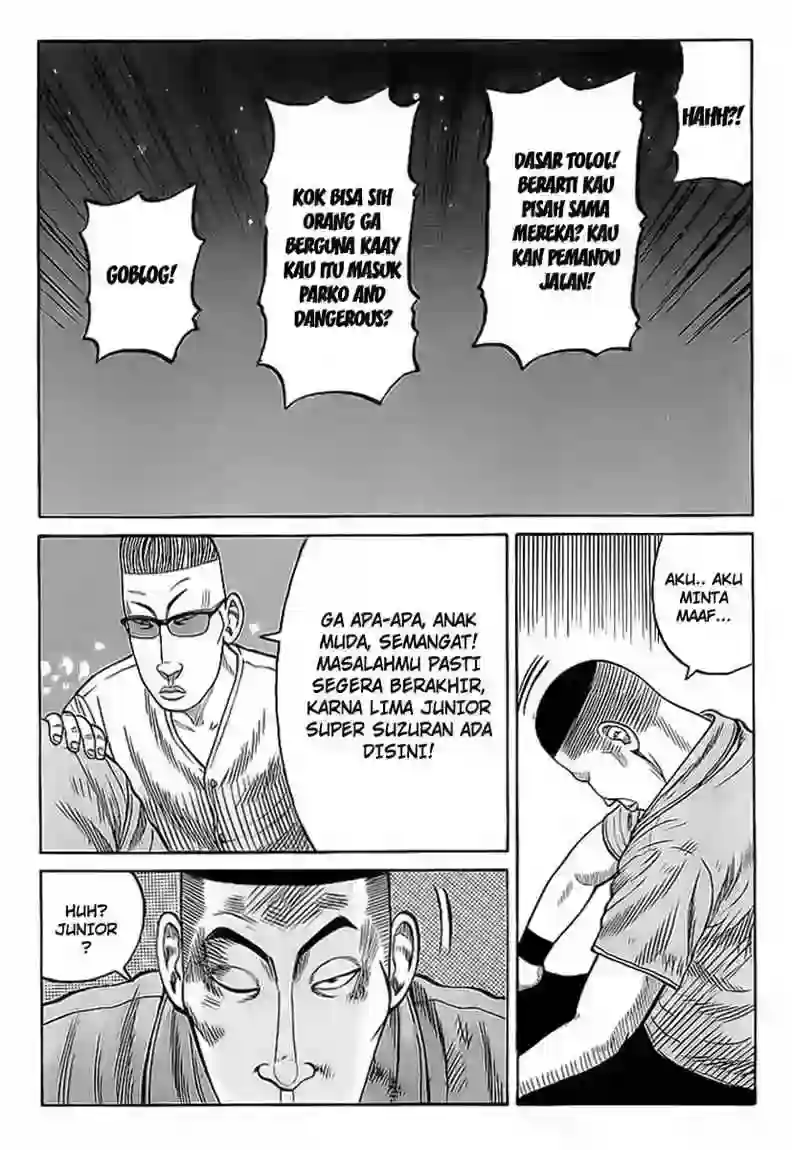 HAHH?!
DASAR TOLOL!
BERARTI KAU
PISAH SAMA
MEREKA? KAU
KAN PEMANDU
JALAN!
KOK BISA SIH
ORANG GA
BERGUNA KAAY
KAU ITU MASUK
PARKO AND
DANGEROUS?
GOBLOG!
AKU.. AKU
MINTA
MAAF...
GA APA-APA, ANAK
MUDA, SEMANGAT!
MASALAHMU PASTI
SEGERA BERAKHIR,
KARNA LIMA JUNIOR
SUPER SUZURAN ADA
DISINI!
HUH?
JUNIOR
?